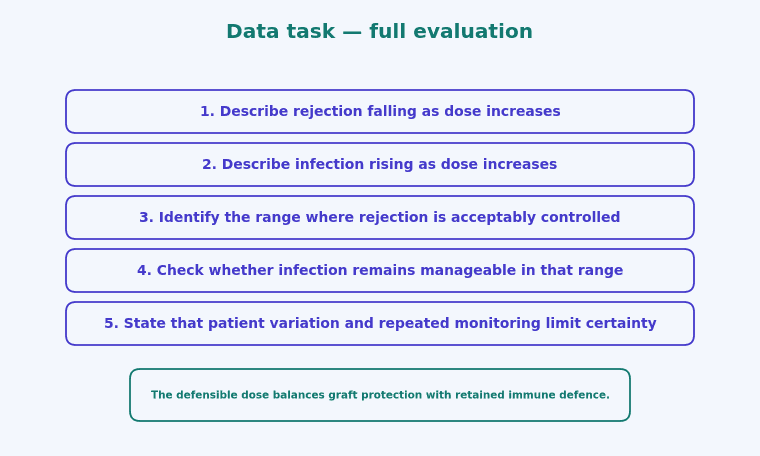 Data task — full evaluation
1. Describe rejection falling as dose increases
2. Describe infection rising as dose increases
3. Identify the range where rejection is acceptably controlled
4. Check whether infection remains manageable in that range
5. State that patient variation and repeated monitoring limit certainty
The defensible dose balances graft protection with retained immune defence.